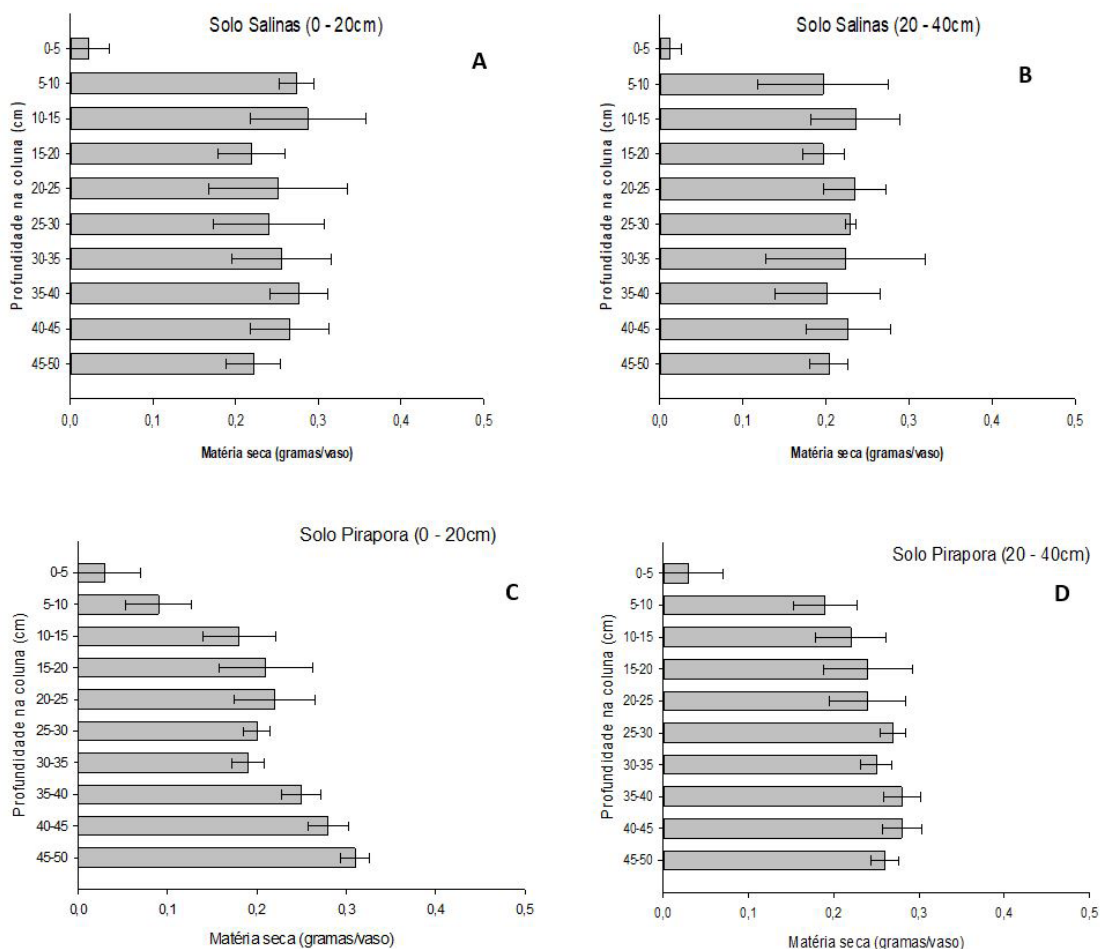 Solo Salinas (0 - 20cm)
A
Profundidade na coluna (cm)
0-5
5-10
10-15
15-20
20-25
25-30
30-35
35-40
40-45
45-50
0,0 0,1 0,2 0,3 0,4 0,5
Matéria seca (gramas/vaso)
Solo Salinas (20 - 40cm)
B
Profundidade na coluna (cm)
0-5
5-10
10-15
15-20
20-25
25-30
30-35
35-40
40-45
45-50
0,0 0,1 0,2 0,3 0,4 0,5
Matéria seca (gramas/vaso)
Solo Pirapora (0 - 20cm)
C
Profundidade na coluna (cm)
0-5
5-10
10-15
15-20
20-25
25-30
30-35
35-40
40-45
45-50
0,0 0,1 0,2 0,3 0,4 0,5
Matéria seca (gramas/vaso)
Solo Pirapora (20 - 40cm)
D
Profundidade na coluna (cm)
0-5
5-10
10-15
15-20
20-25
25-30
30-35
35-40
40-45
45-50
0,0 0,1 0,2 0,3 0,4 0,5
Matéria seca (gramas/vaso)